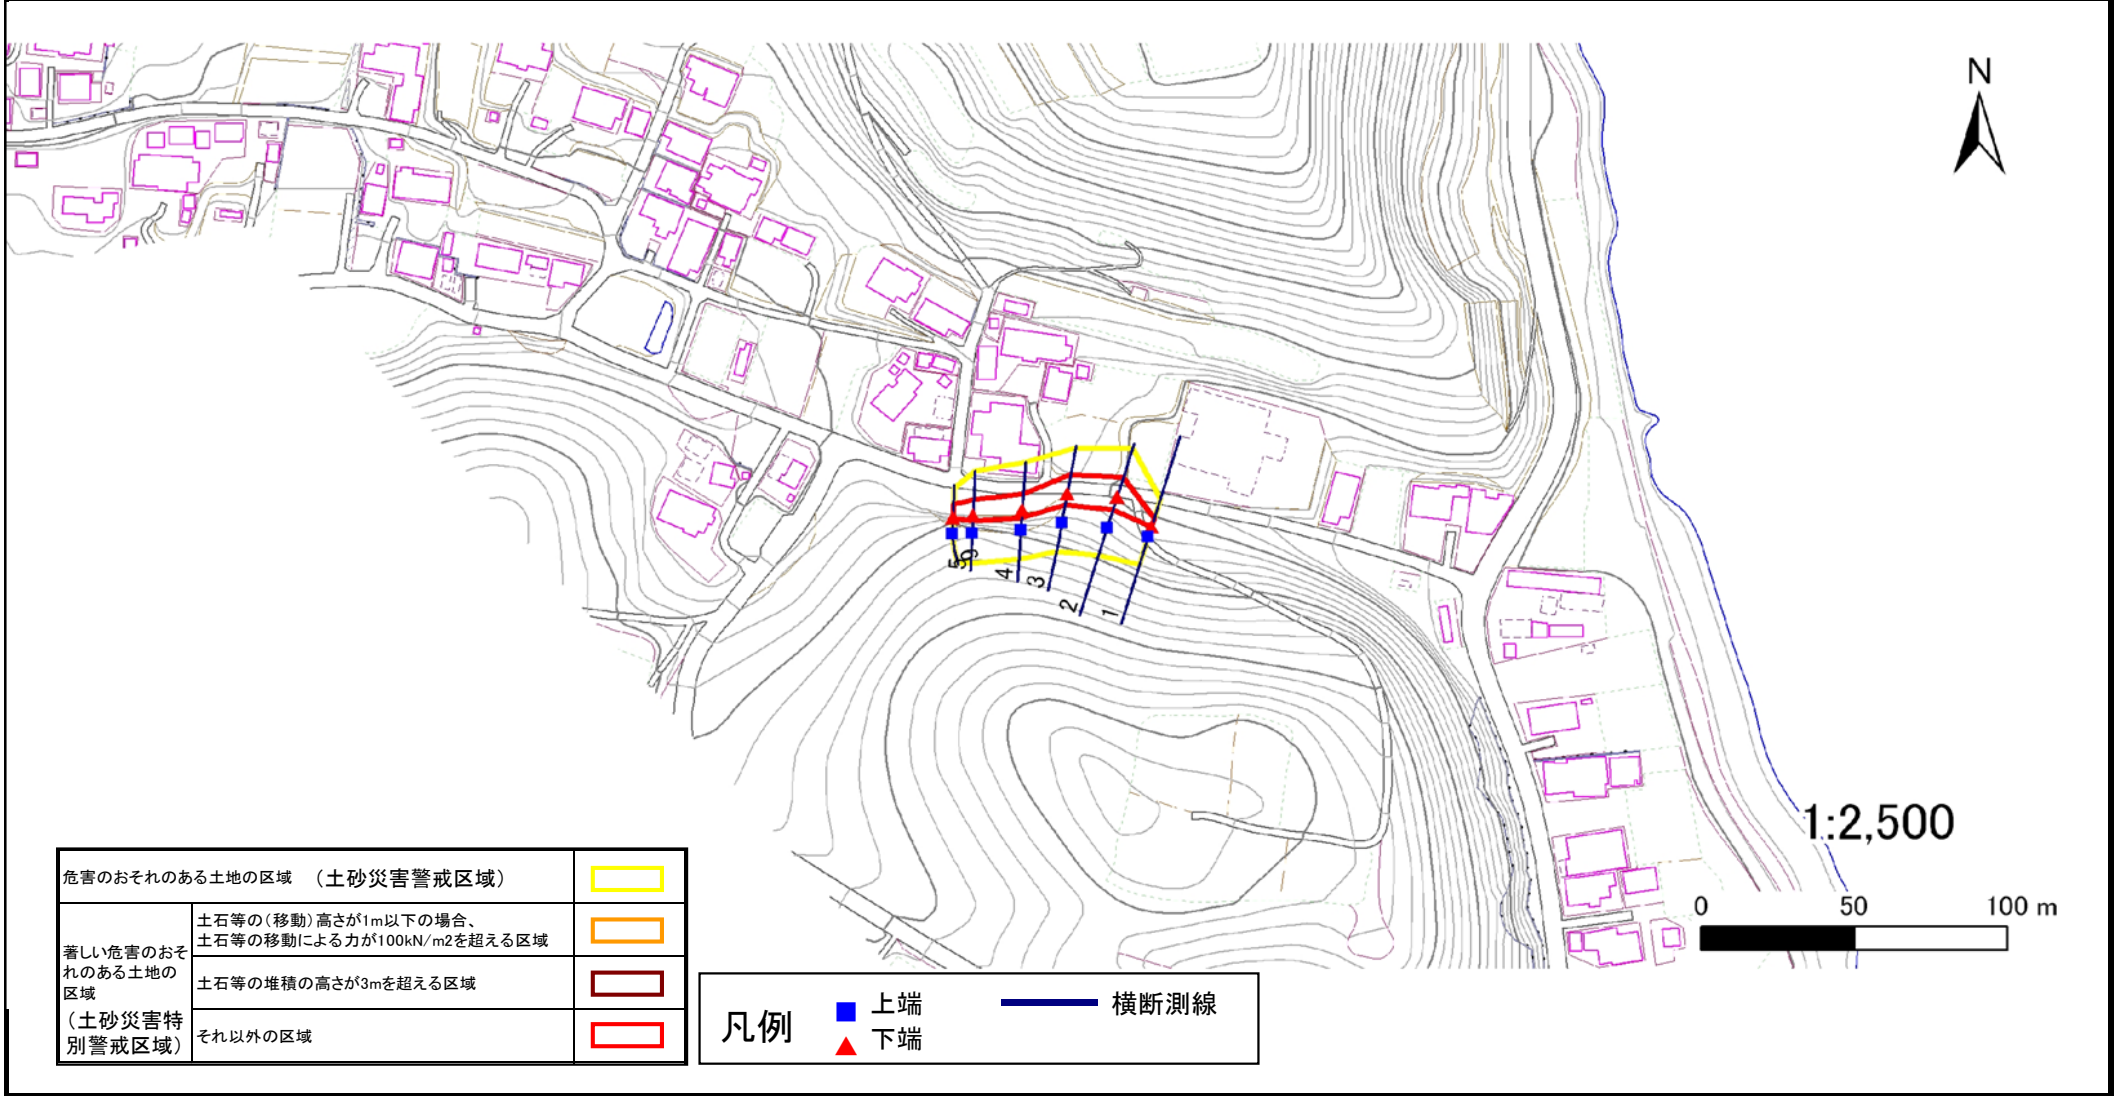 N
5
9
4
3
2
1
1:2,500
0 50 100 m
危害のおそれのある土地の区域 （土砂災害警戒区域）
著しい危害のおそ
れのある土地の
区域
（土砂災害特
別警戒区域）
土石等の（移動）高さが1m以下の場合、
土石等の移動による力が100kN/m2を超える区域
土石等の堆積の高さが3mを超える区域
それ以外の区域
凡例
上端
下端
横断測線